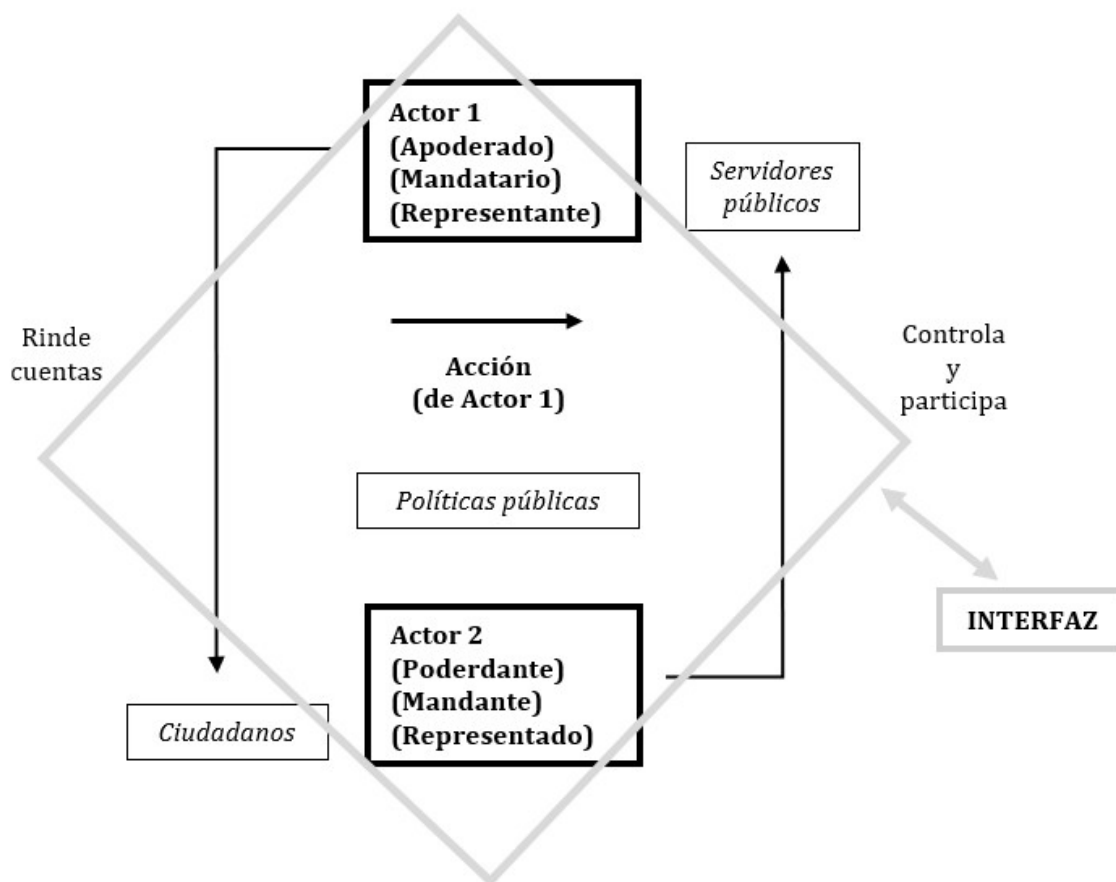 Actor 1
(Apoderado)
(Mandatario)
(Representante)
Servidores
públicos
Rinde
cuentas
Acción
(de Actor 1)
Controla
y
participa
Políticas públicas
INTERFAZ
Actor 2
(Poderdante)
(Mandante)
(Representado)
Ciudadanos